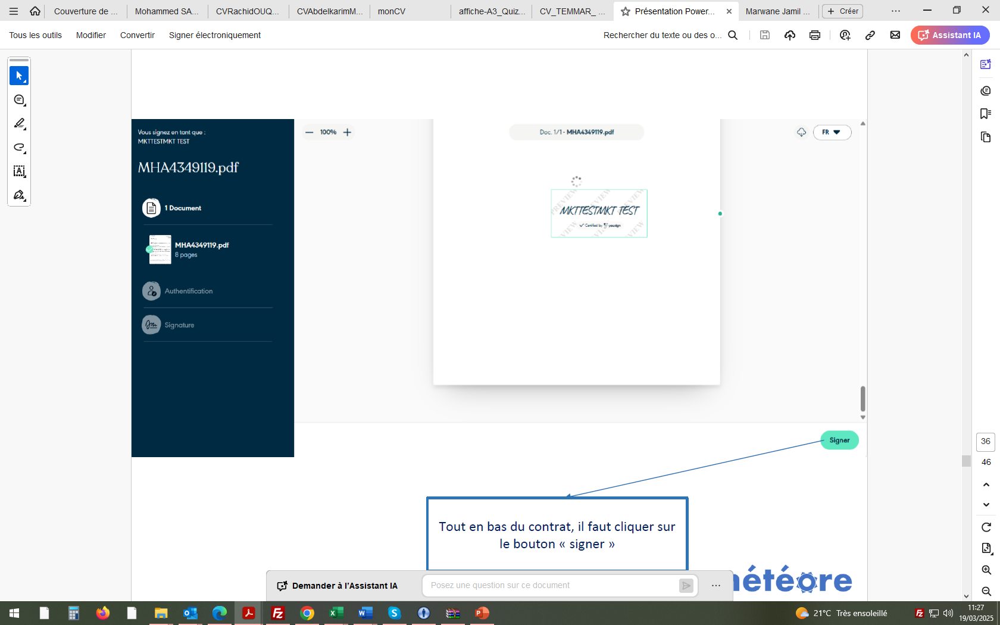 Couverture de ...
Mohammed SA...
CVRachidOUQ...
CVAbdelkarimM...
monCV
affiche-A3_Quiz...
CV_TEMMAR_ ...
Présentation Power...
Marwane Jamil ...
Créer
Tous les outils
Modifier
Convertir
Signer électroniquement
Rechercher du texte ou des o...
Assistant IA
Vous signez en tant que :
MKTTESTMKT TEST
MHA4349119.pdf
1 Document
MHA4349119.pdf
8 pages
Authentification
Signature
100%
Doc. 1/1 - MHA4349119.pdf
FR
PREVIEW
MKTTESTMKT TEST
Certified by yousign
Signer
36
46
Tout en bas du contrat, il faut cliquer sur
le bouton « signer »
étéore
Demander à l'Assistant IA
Posez une question sur ce document
21°C Très ensoleillé
11:27
19/03/2025